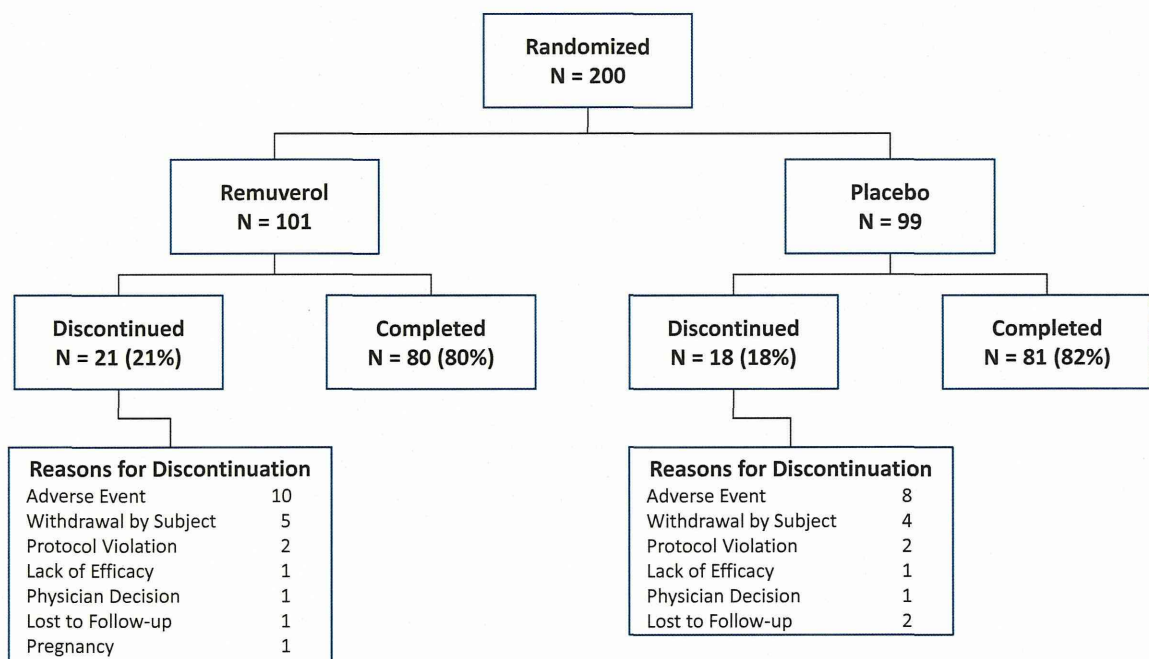 Randomized
N = 200
Remuverol
N = 101
Placebo
N = 99
Discontinued
N = 21 (21%)
Completed
N = 80 (80%)
Discontinued
N = 18 (18%)
Completed
N = 81 (82%)
Reasons for Discontinuation
Adverse Event 10
Withdrawal by Subject 5
Protocol Violation 2
Lack of Efficacy 1
Physician Decision 1
Lost to Follow-up 1
Pregnancy 1
Reasons for Discontinuation
Adverse Event 8
Withdrawal by Subject 4
Protocol Violation 2
Lack of Efficacy 1
Physician Decision 1
Lost to Follow-up 2